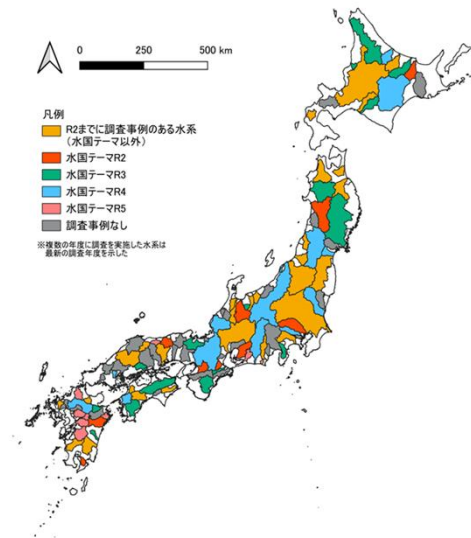 0 250 500 km
凡例
R2までに調査事例のある水系
(水国テーマ以外)
水国テーマR2
水国テーマR3
水国テーマR4
水国テーマR5
調査事例なし
※複数の年度に調査を実施した水系は
最新の調査年度を示した